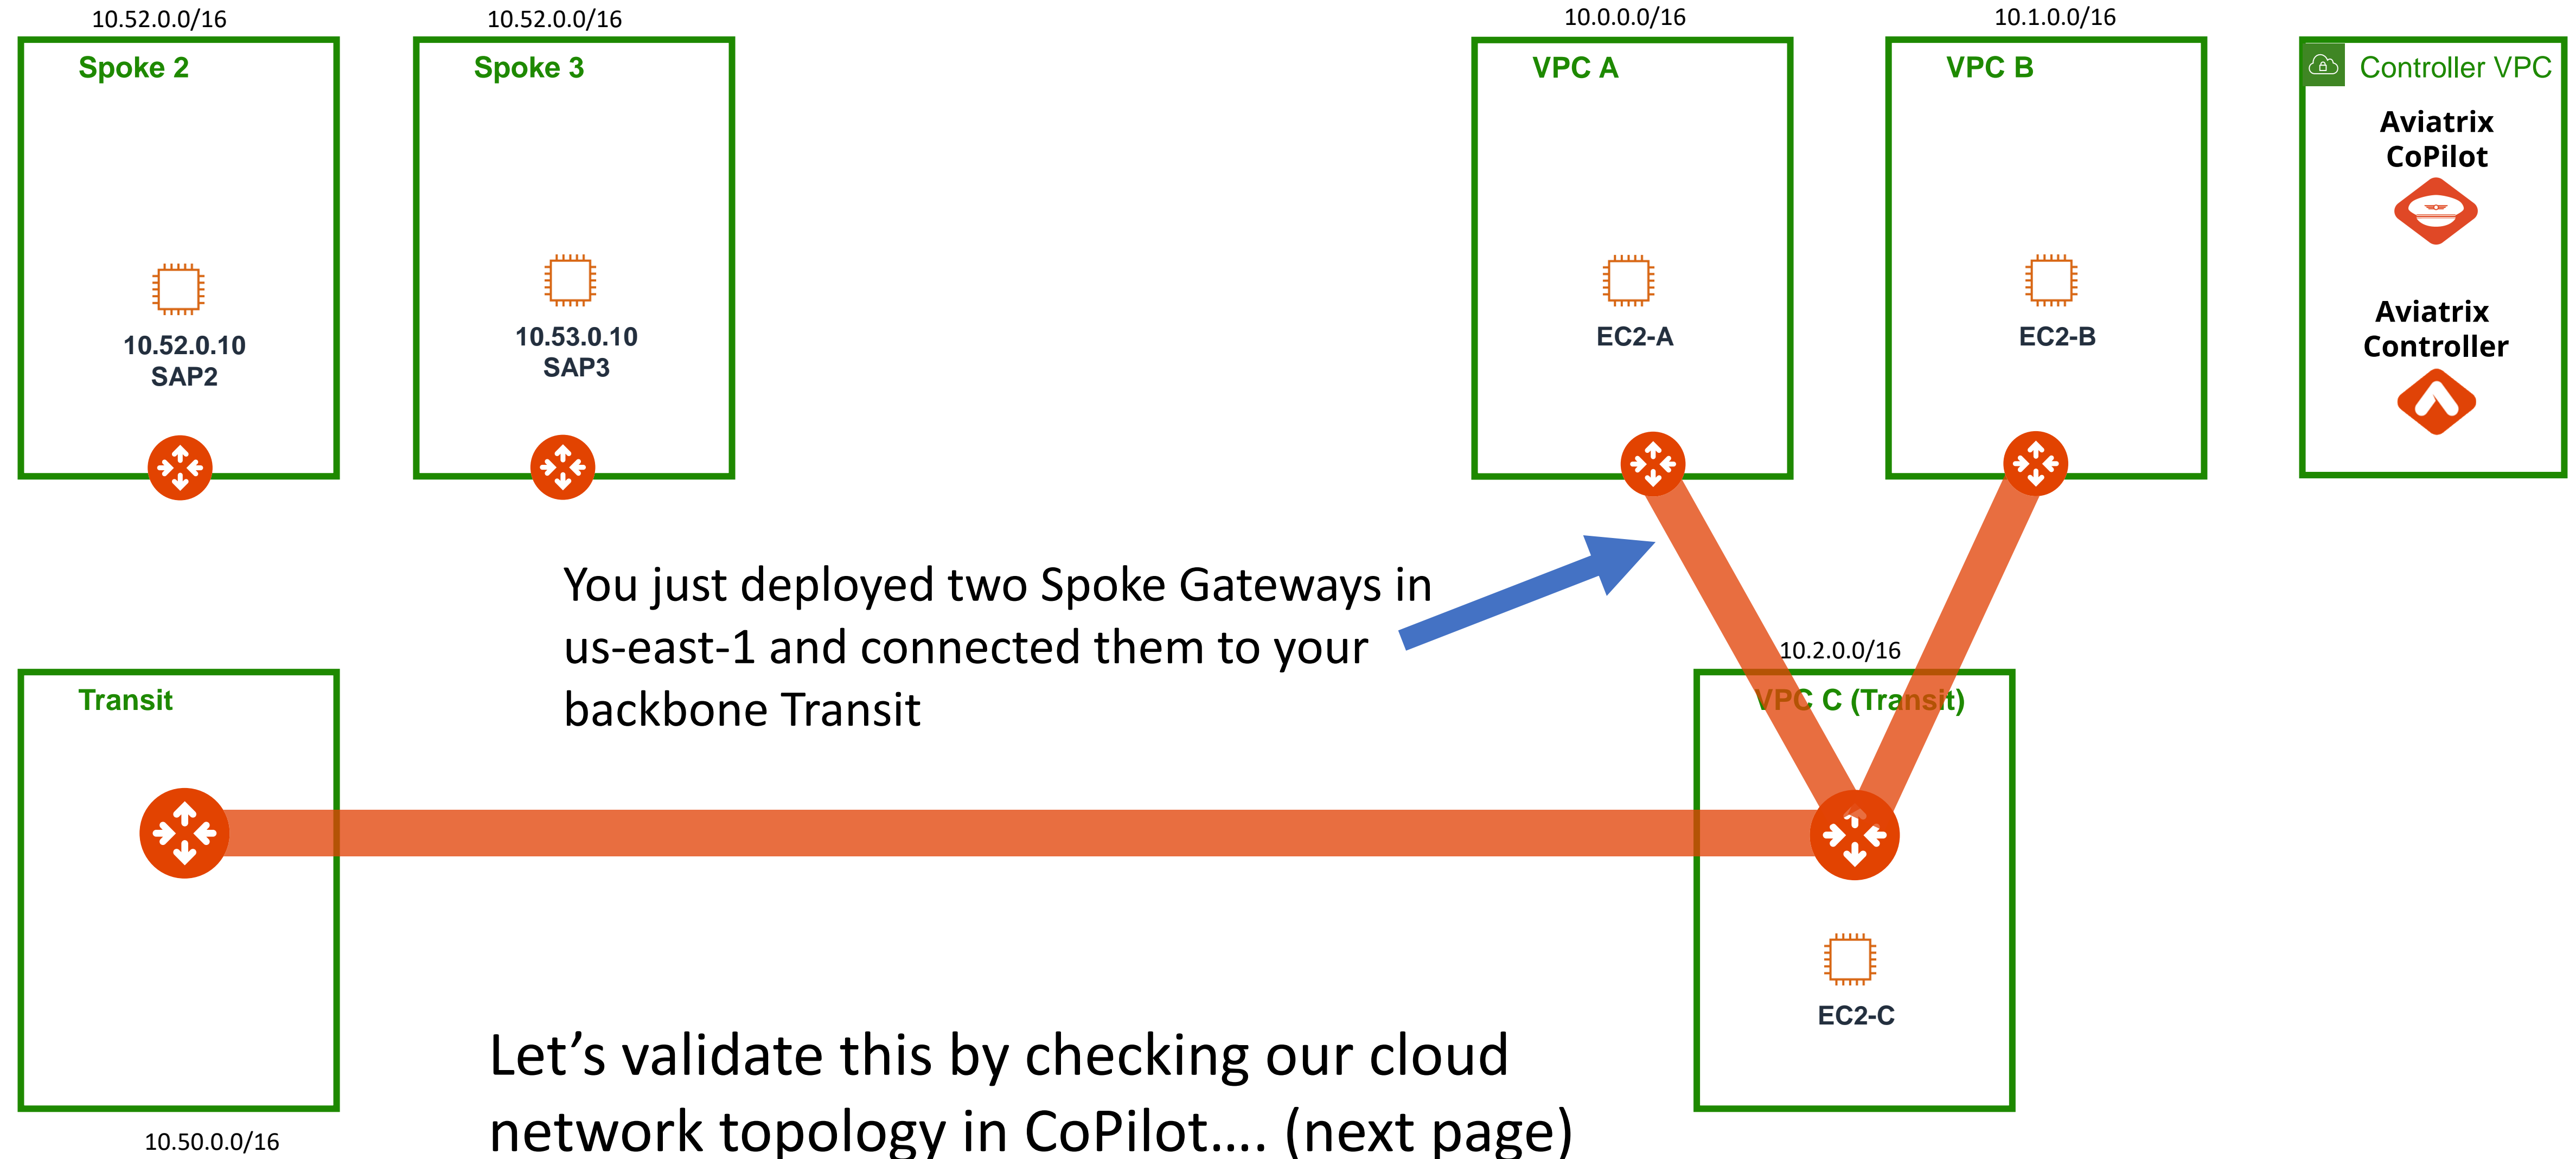 10.52.0.0/16
Spoke 2
10.52.0.10
SAP2
10.52.0.0/16
Spoke 3
10.53.0.10
SAP3
10.0.0.0/16
VPC A
EC2-A
10.1.0.0/16
VPC B
EC2-B
Controller VPC
Aviatrix
CoPilot
Aviatrix
Controller
You just deployed two Spoke Gateways in
us-east-1 and connected them to your
backbone Transit
Transit
10.2.0.0/16
VPC C (Transit)
EC2-C
Let’s validate this by checking our cloud
network topology in CoPilot.... (next page)
10.50.0.0/16